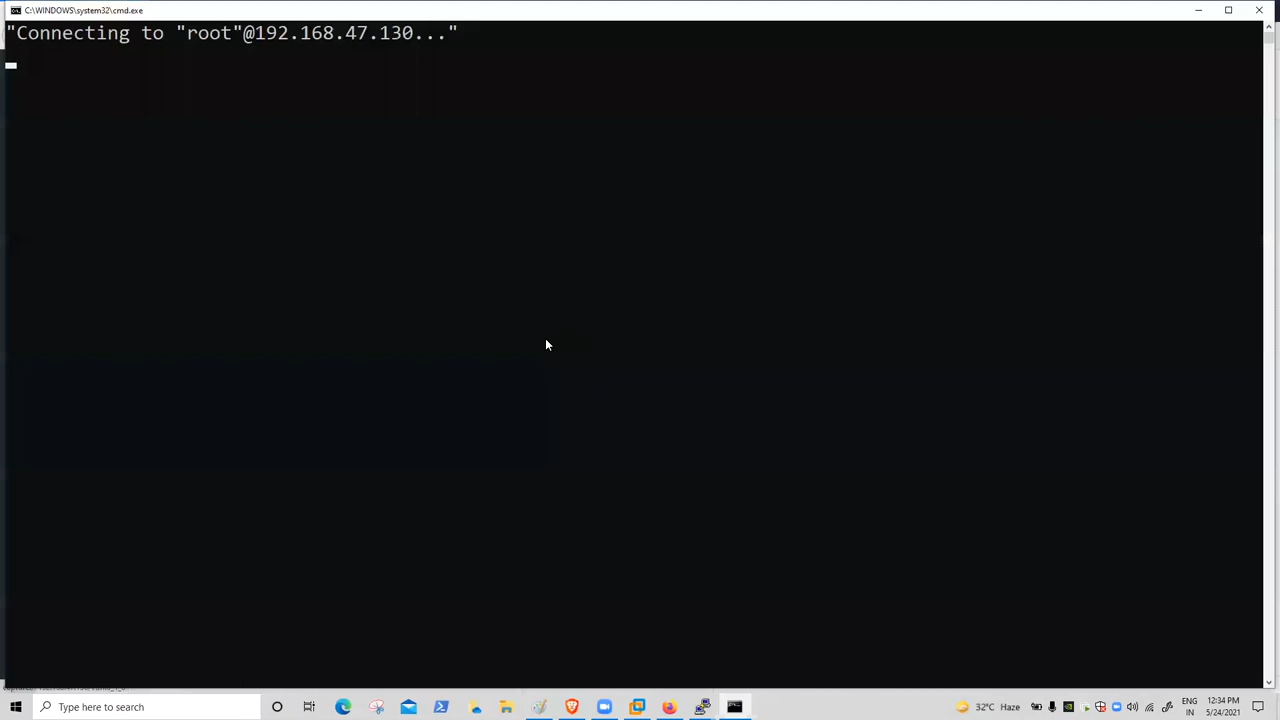 C:\WINDOWS\system32\cmd.exe
"Connecting to "root"@192.168.47.130..."
Type here to search
32°C Haze
ENG
IN
12:34 PM
5/24/2021